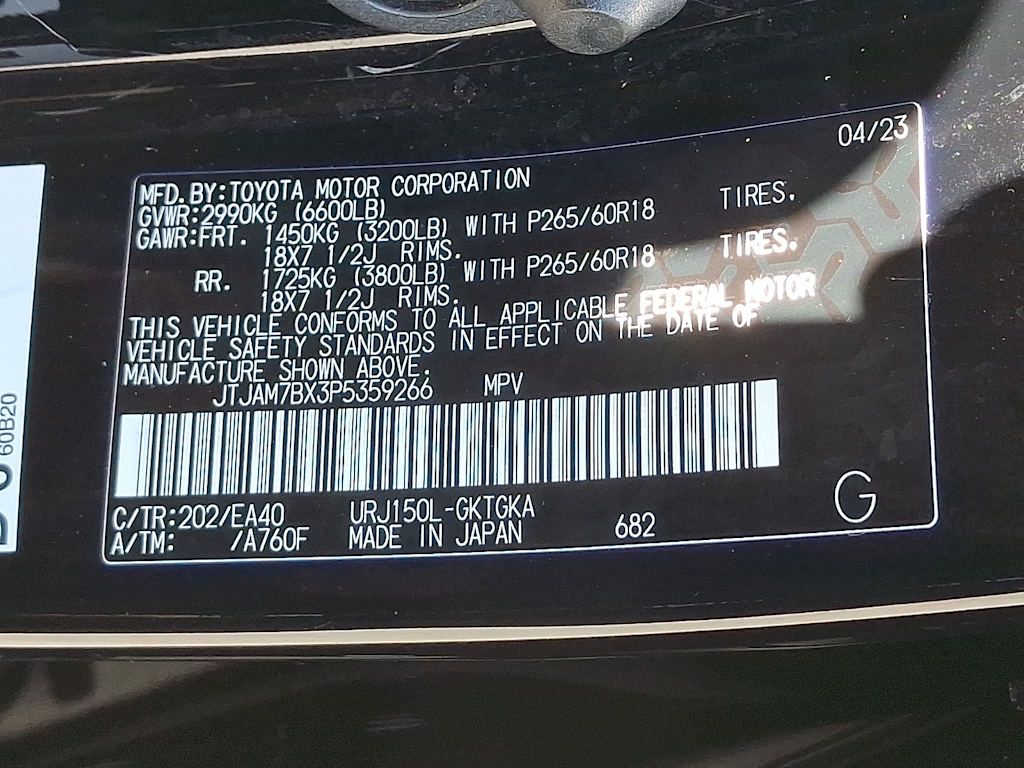 04/23
MFD. BY:TOYOTA MOTOR CORPORATION
GVWR:2990KG (6600LB)
GAWR:FRT. 1450KG (3200LB) WITH P265/60R18 TIRES,
18X7 1/2J RIMS.
RR. 1725KG (3800LB) WITH P265/60R18 TIRES,
18X7 1/2J RIMS.
THIS VEHICLE CONFORMS TO ALL APPLICABLE FEDERAL MOTOR
VEHICLE SAFETY STANDARDS IN EFFECT ON THE DATE OF
MANUFACTURE SHOWN ABOVE.
JTJAM7BX3P5359266 MPV
C/TR:202/EA40 URJ150L-GKTGKA
A/TM: /A760F MADE IN JAPAN 682
G
60B20